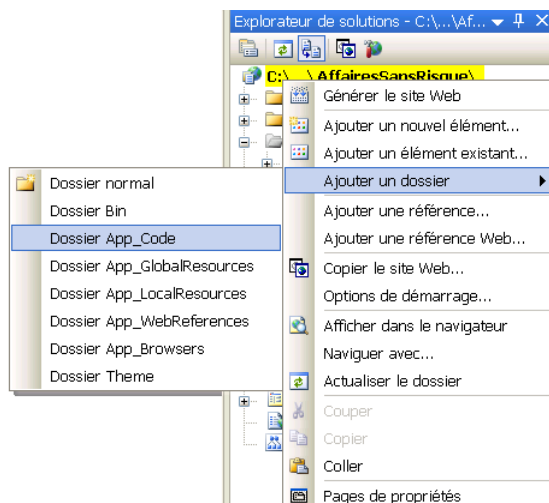 Explorateur de solutions - C:\...\Af...
C:\...\AffairesSansRisque\
Générer le site Web
Ajouter un nouvel élément...
Ajouter un élément existant...
Ajouter un dossier
Ajouter une référence...
Ajouter une référence Web...
Copier le site Web...
Options de démarrage...
Afficher dans le navigateur
Naviguer avec...
Actualiser le dossier
Couper
Copier
Coller
Pages de propriétés
Dossier normal
Dossier Bin
Dossier App_Code
Dossier App_GlobalResources
Dossier App_LocalResources
Dossier App_WebReferences
Dossier App_Browsers
Dossier Theme